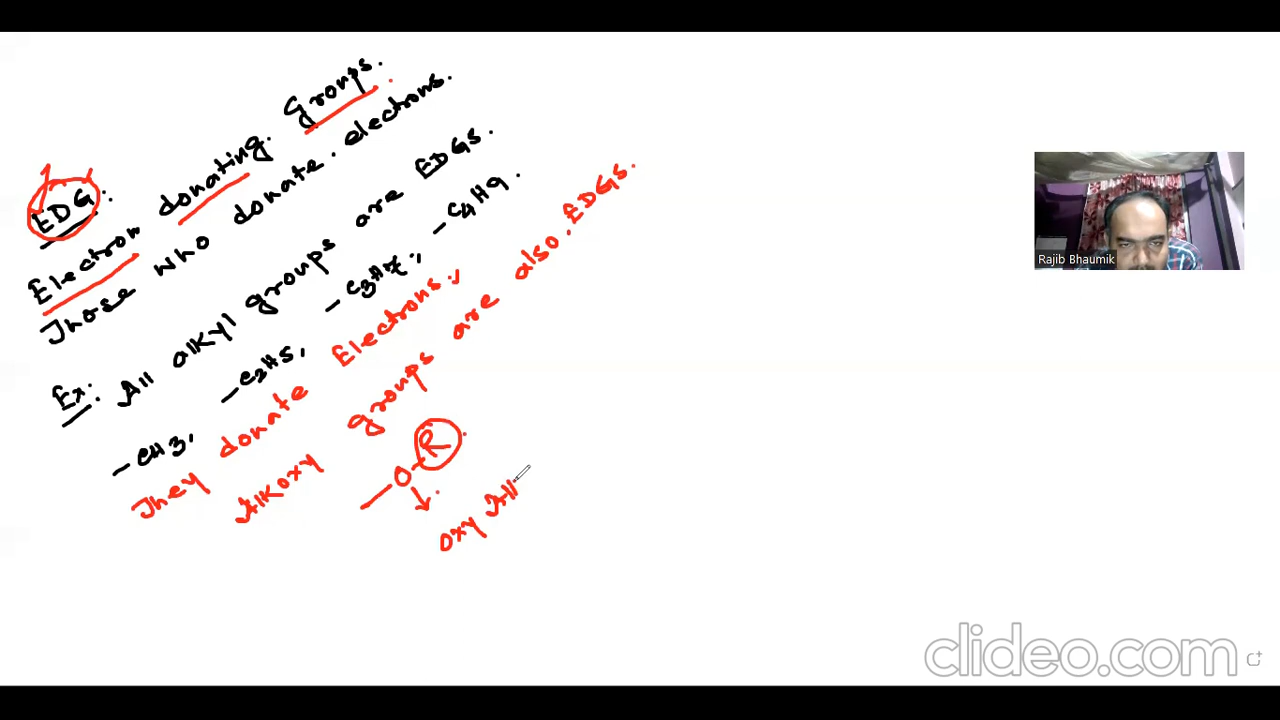 EDG:
Electron donating. Groups.
Those who donate. electrons.
Ex: All alkyl groups are EDGS.
- CH3, - C2H5, - C3H7, - C4H9.
They donate Electrons.
Alkoxy groups are also. EDGS.
- O - R.
Oxy All
Rajib Bhaumik
clideo.com